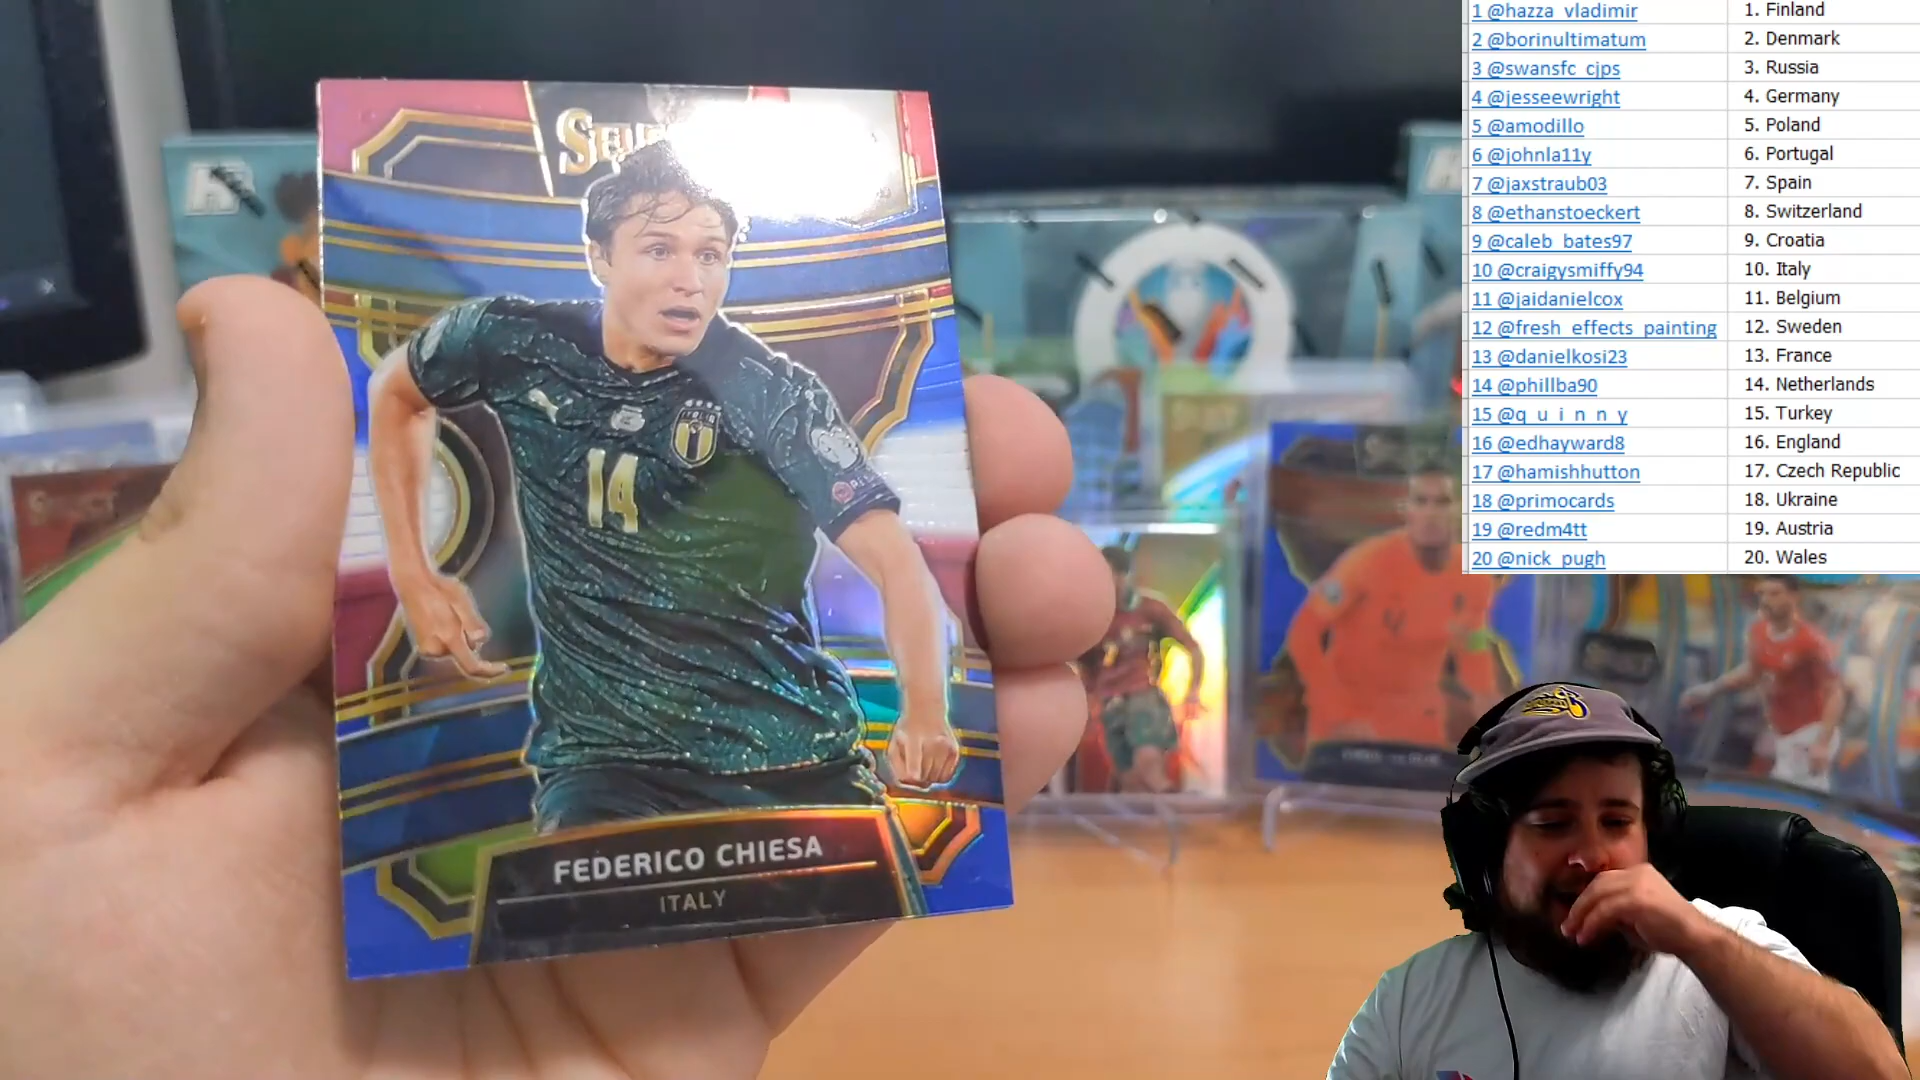 1 @hazza_vladimir 1. Finland
2 @borinultimatum 2. Denmark
3 @swansfc_cjps 3. Russia
4 @jesseewright 4. Germany
5 @amodillo 5. Poland
6 @johnla11y 6. Portugal
7 @jaxstraub03 7. Spain
8 @ethanstoeckert 8. Switzerland
9 @caleb_bates97 9. Croatia
10 @craigysmiffy94 10. Italy
11 @jaidanielcox 11. Belgium
12 @fresh_effects_painting 12. Sweden
13 @danielkosi23 13. France
14 @phillba90 14. Netherlands
15 @q_u_i_n_n_y 15. Turkey
16 @edhayward8 16. England
17 @hamishhutton 17. Czech Republic
18 @primocards 18. Ukraine
19 @redm4tt 19. Austria
20 @nick_pugh 20. Wales
ITALIA
14
FEDERICO CHIESA
ITALY